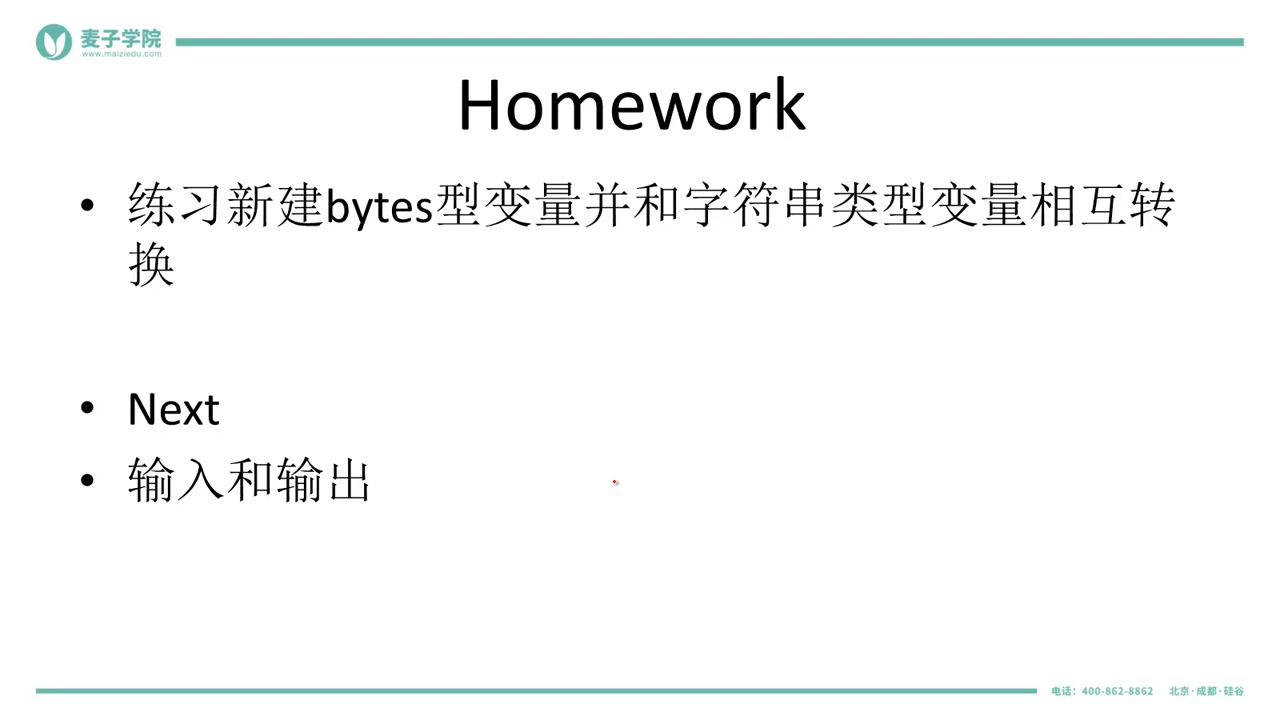 麦子学院
www.maiziedu.com
Homework
• 练习新建bytes型变量并和字符串类型变量相互转
换
• Next
• 输入和输出
电话：400-862-8862 北京·成都·硅谷